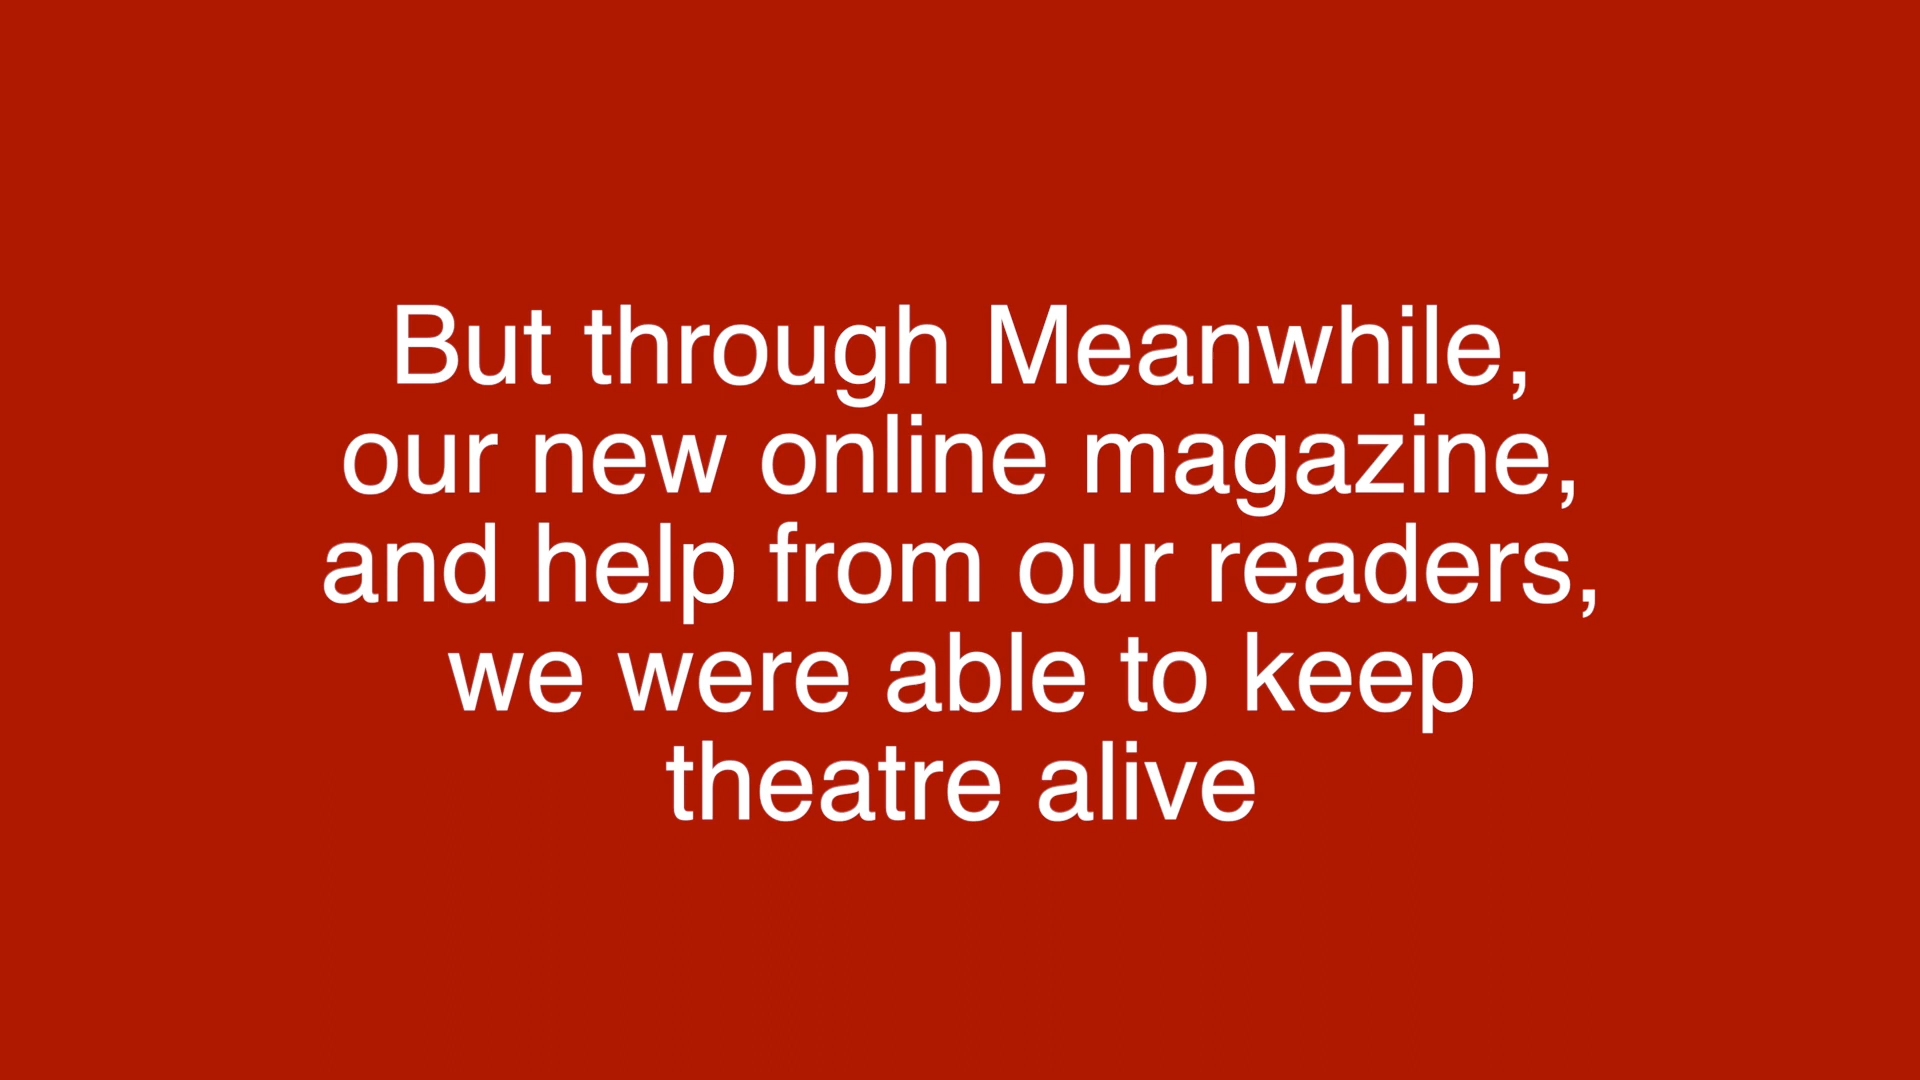 But through Meanwhile,
our new online magazine,
and help from our readers,
we were able to keep
theatre alive